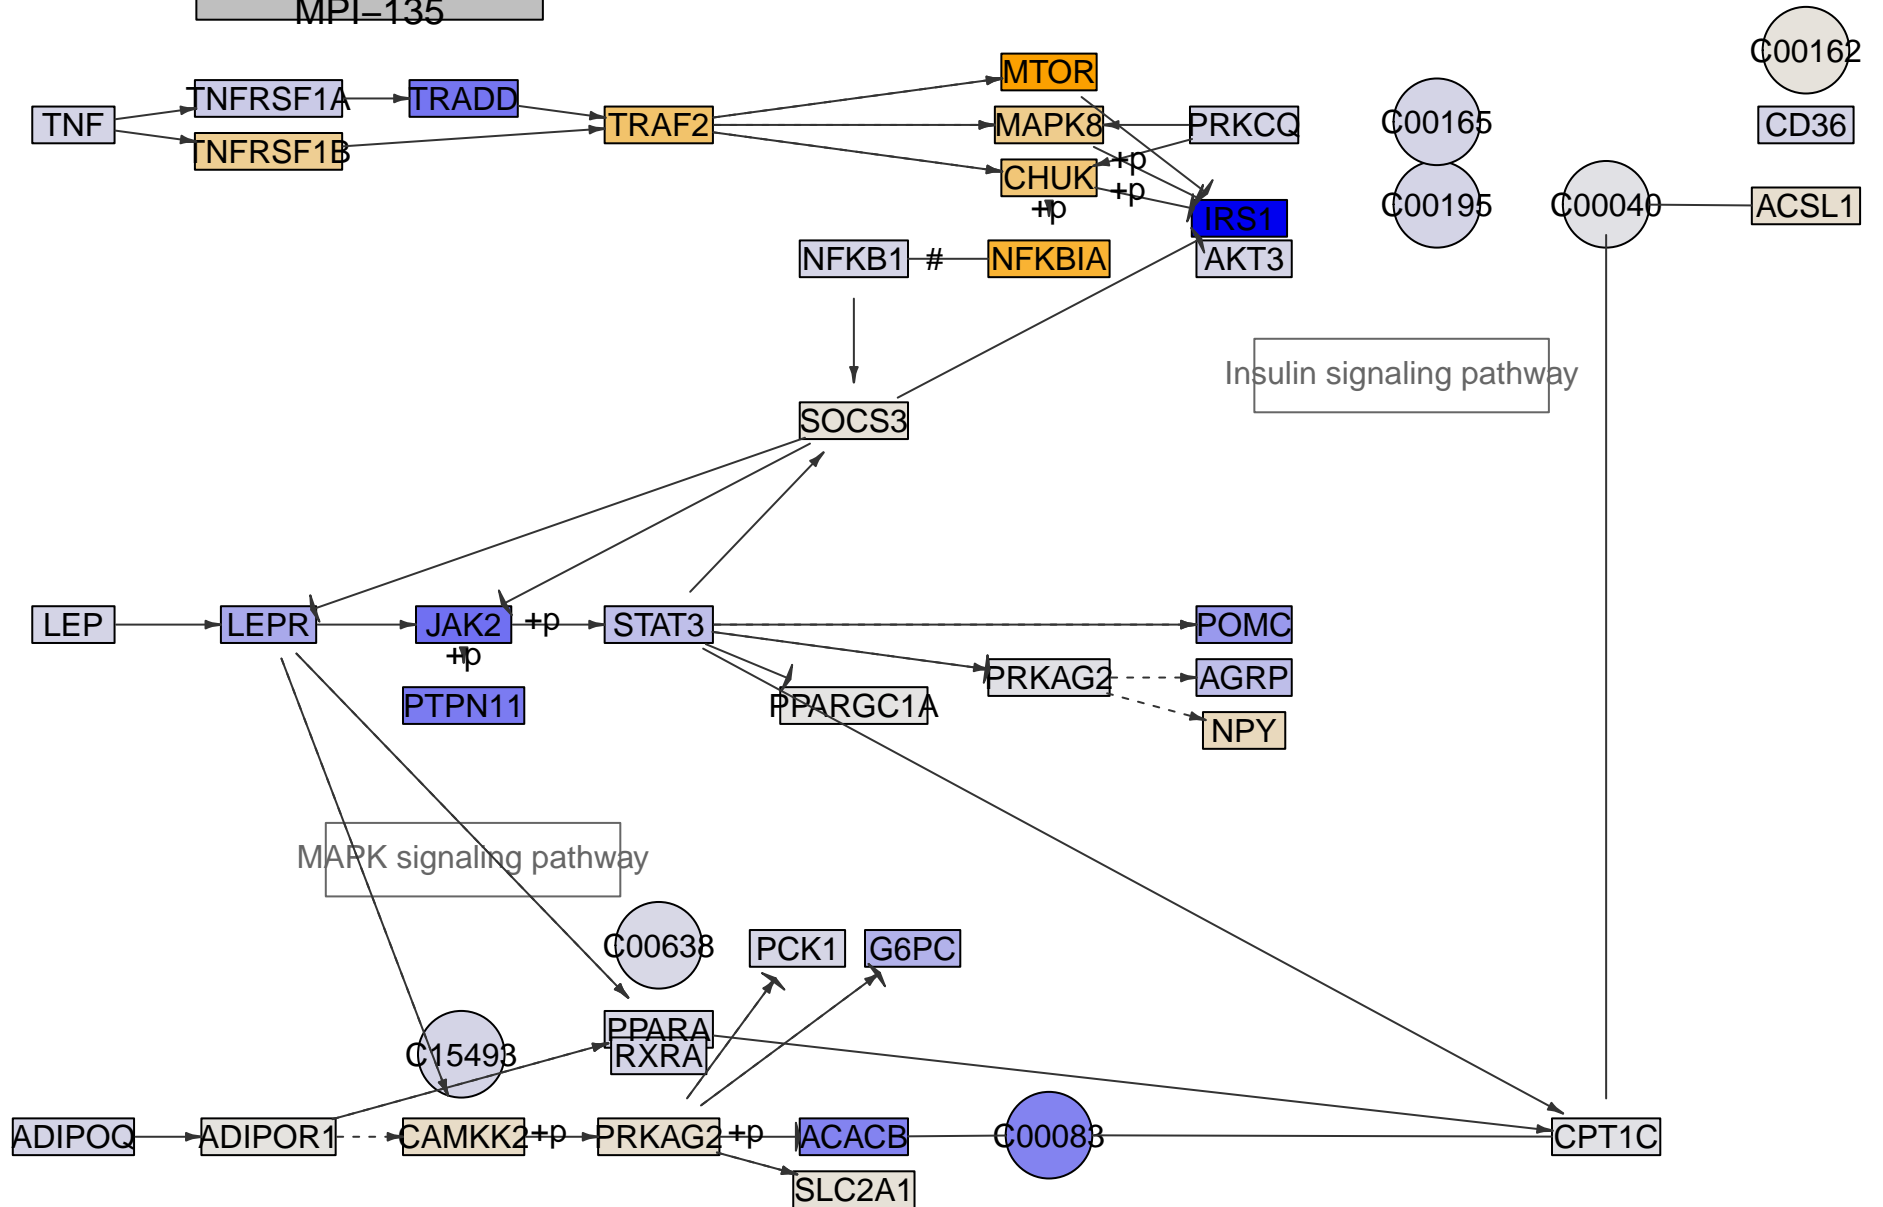 MPI−135
C00162
MTOR
TNFRSF1A
TRADD
TNF
TRAF2
MAPK8
PRKCQ
C00165
CD36
TNFRSF1B
+p
CHUK
+p
C00195
C00040
ACSL1
+p
IRS1
NFKB1
#
NFKBIA
AKT3
Insulin signaling pathway
SOCS3
LEP
LEPR
JAK2
+p
STAT3
POMC
+p
PRKAG2
AGRP
PTPN11
PPARGC1A
NPY
MAPK signaling pathway
C00638
PCK1
G6PC
PPARA
C15493
RXRA
ADIPOQ
ADIPOR1
CAMKK2
+p
PRKAG2
+p
ACACB
C00083
CPT1C
SLC2A1